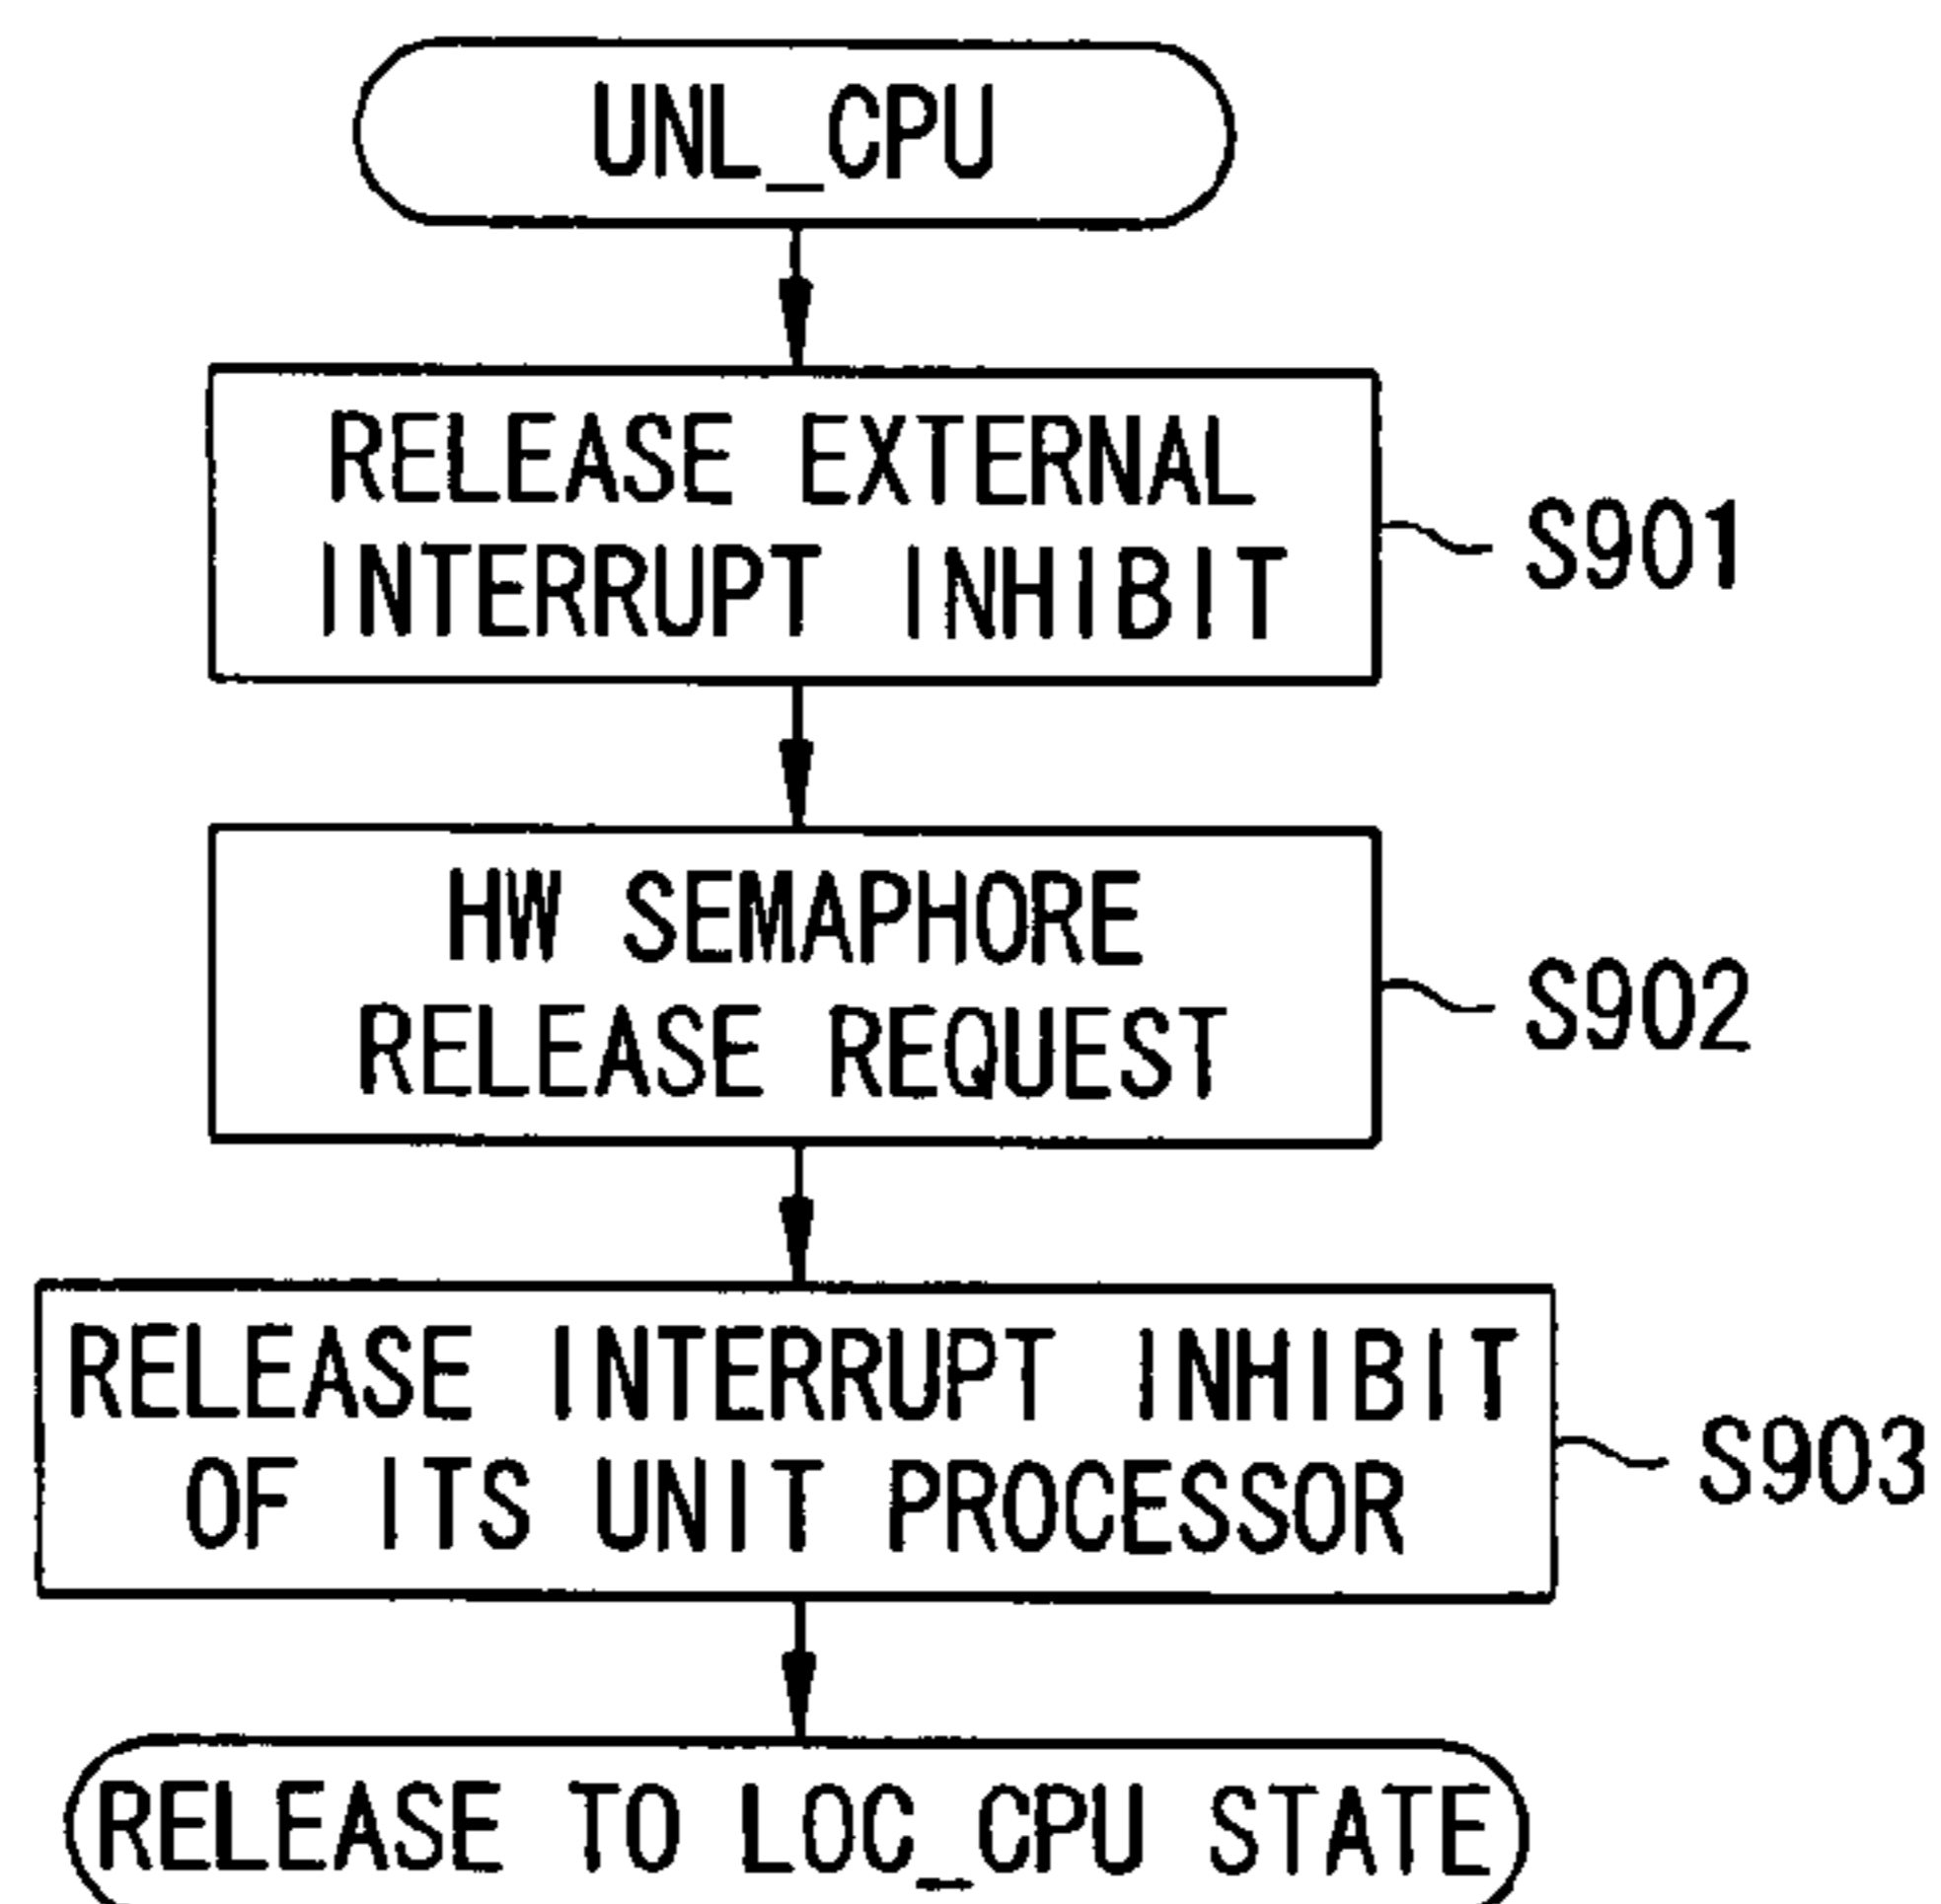 UNL_CPU
RELEASE EXTERNAL
INTERRUPT INHIBIT
S901
HW SEMAPHORE
RELEASE REQUEST
S902
RELEASE INTERRUPT INHIBIT
OF ITS UNIT PROCESSOR
S903
RELEASE TO LOC_CPU STATE